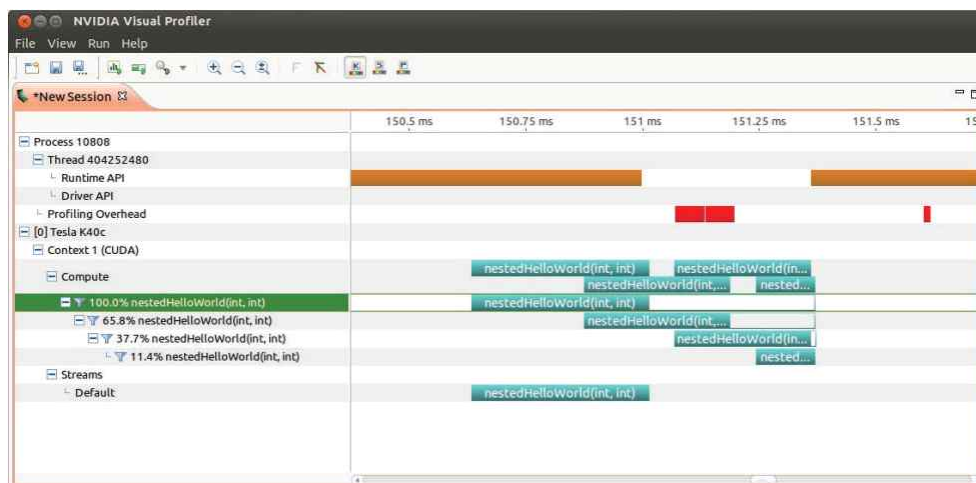 NVIDIA Visual Profiler
File View Run Help
*New Session
150.5 ms 150.75 ms 151 ms 151.25 ms 151.5 ms 15
Process 10808
Thread 404252480
Runtime API
Driver API
Profiling Overhead
[0] Tesla K40c
Context 1 (CUDA)
Compute
nestedHelloWorld(int, int) nestedHelloWorld(in...
nestedHelloWorld(int,... nested...
100.0% nestedHelloWorld(int, int) nestedHelloWorld(int, int)
65.8% nestedHelloWorld(int, int) nestedHelloWorld(int,...
37.7% nestedHelloWorld(int, int) nestedHelloWorld(in...
11.4% nestedHelloWorld(int, int) nested...
Streams
Default nestedHelloWorld(int, int)